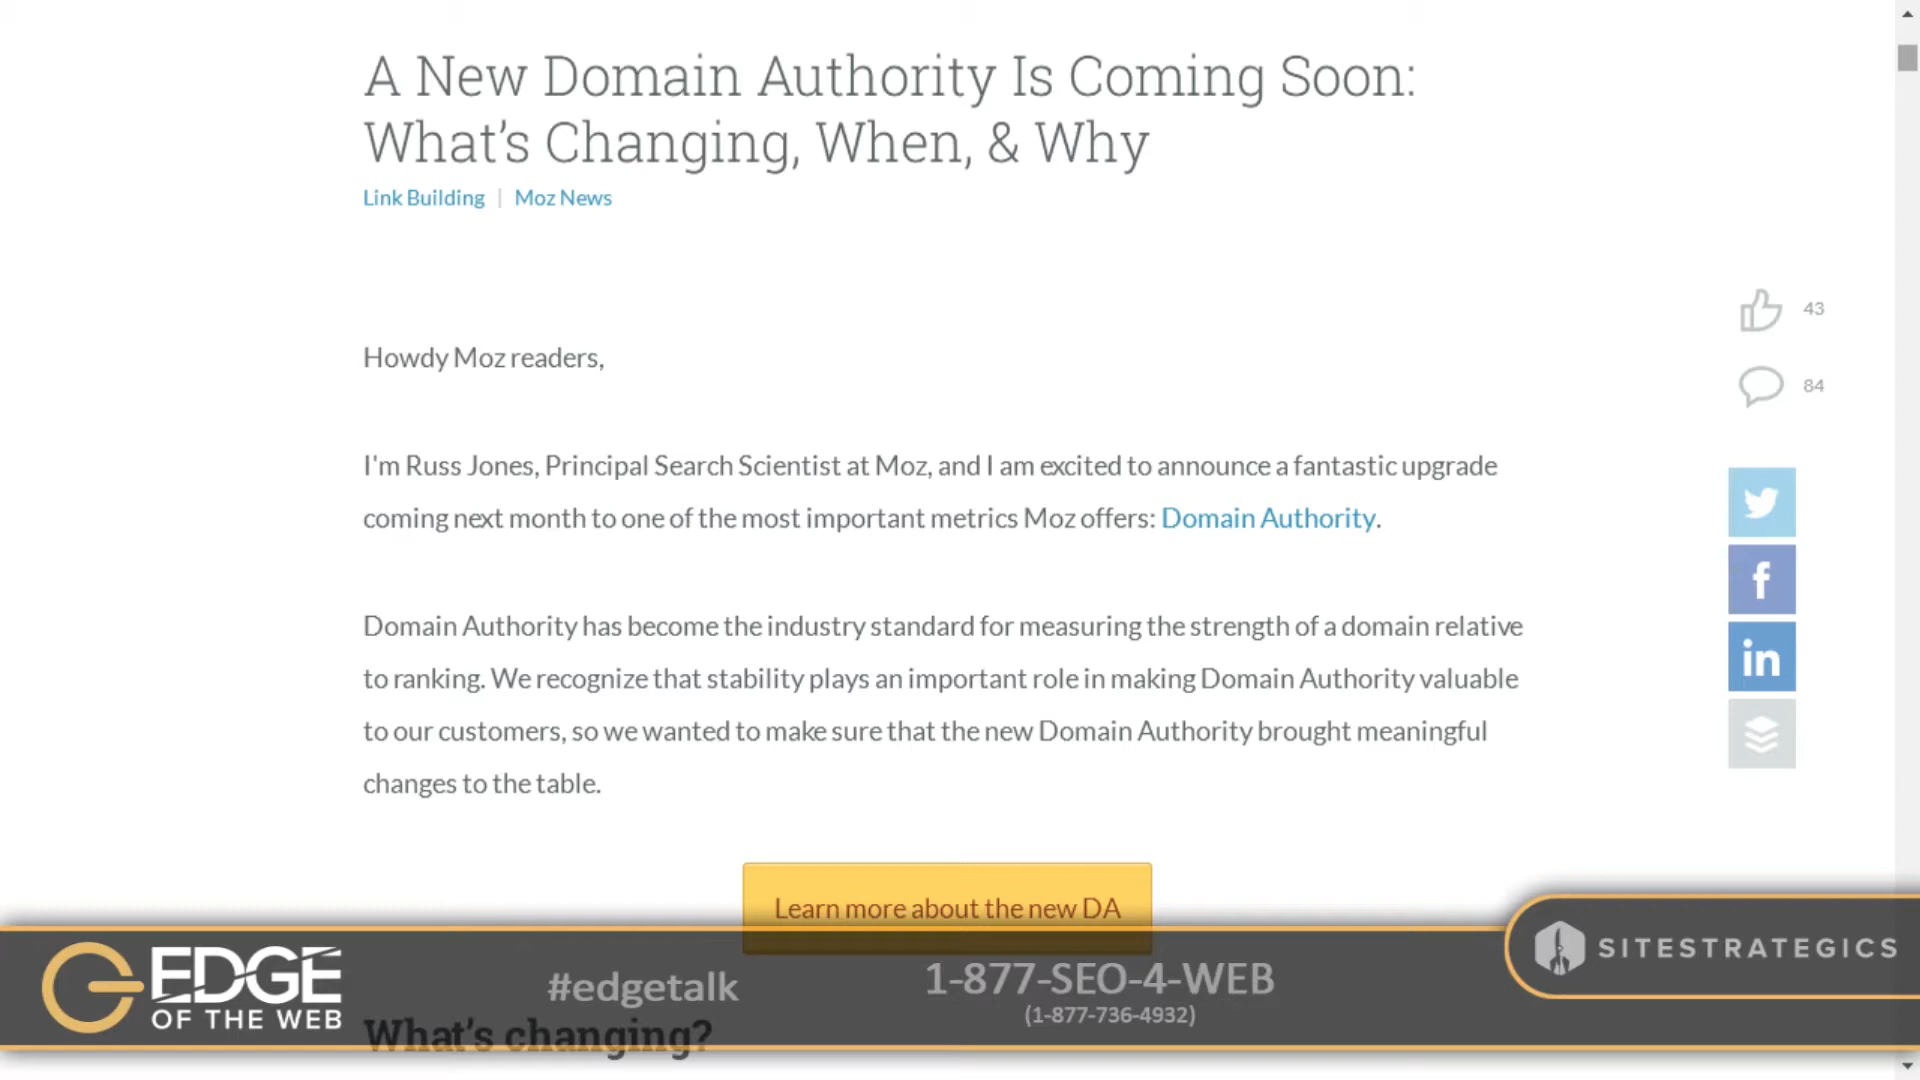 A New Domain Authority Is Coming Soon:
What's Changing, When, & Why
Link Building | Moz News
43
Howdy Moz readers,
84
I'm Russ Jones, Principal Search Scientist at Moz, and I am excited to announce a fantastic upgrade
coming next month to one of the most important metrics Moz offers: Domain Authority.
f
in
Domain Authority has become the industry standard for measuring the strength of a domain relative
to ranking. We recognize that stability plays an important role in making Domain Authority valuable
to our customers, so we wanted to make sure that the new Domain Authority brought meaningful
changes to the table.
Learn more about the new DA
EDGE
OF THE WEB
#edgetalk
1-877-SEO-4-WEB
(1-877-736-4932)
SITESTRATEGICS
What's changing?